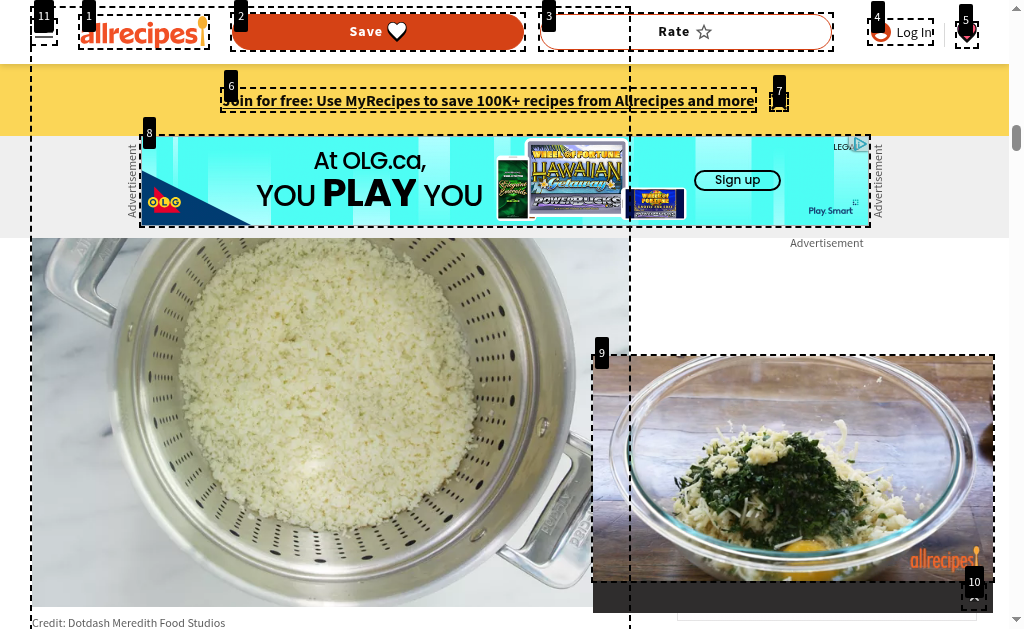 11
1
2
3
4
5
allrecipes
Save
Rate
Log In
6
7
Join for free: Use MyRecipes to save 100K+ recipes from Allrecipes and more
8
Advertisement
At OLG.ca,
YOU PLAY YOU
OLG
WHEEL OF FORTUNE
HAWAIIAN
Getaway
POWERBUCKS
Sign up
Play Smart
Advertisement
Advertisement
9
allrecipes
10
Credit: Dotdash Meredith Food Studios